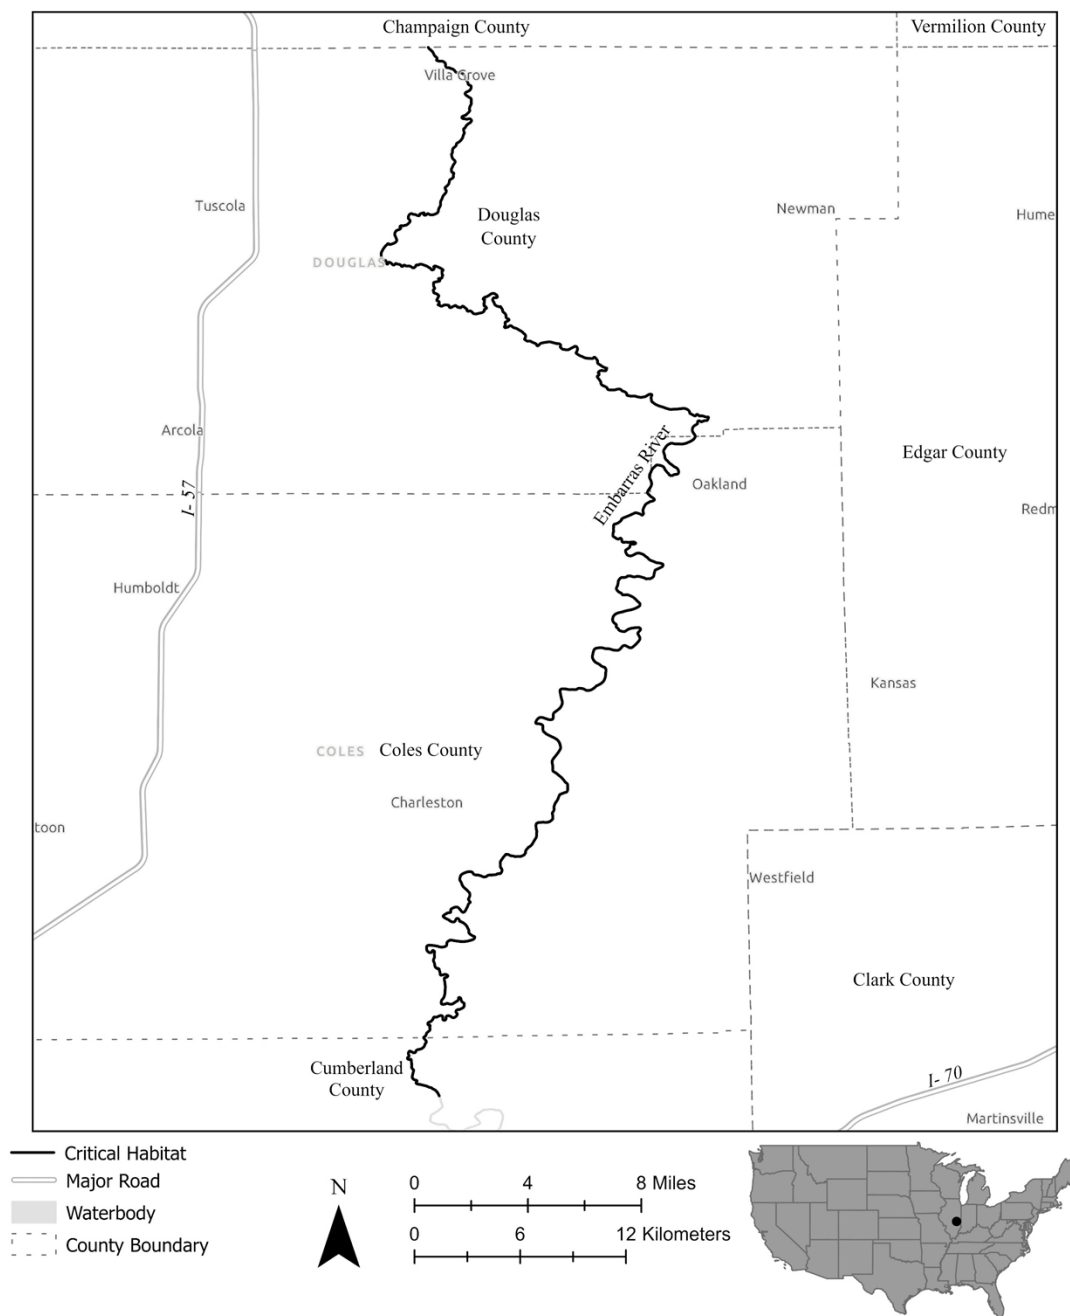 Champaign County
Vermilion County
Villa Grove
Tuscola
Newman
Hume
Douglas
County
DOUGLAS
Arcola
Embarras River
Edgar County
Oakland
I- 57
Redm
Humboldt
Kansas
COLES
Coles County
Charleston
toon
Westfield
Clark County
Cumberland
County
I- 70
Martinsville
Critical Habitat
Major Road
Waterbody
County Boundary
N
0 4 8 Miles
0 6 12 Kilometers